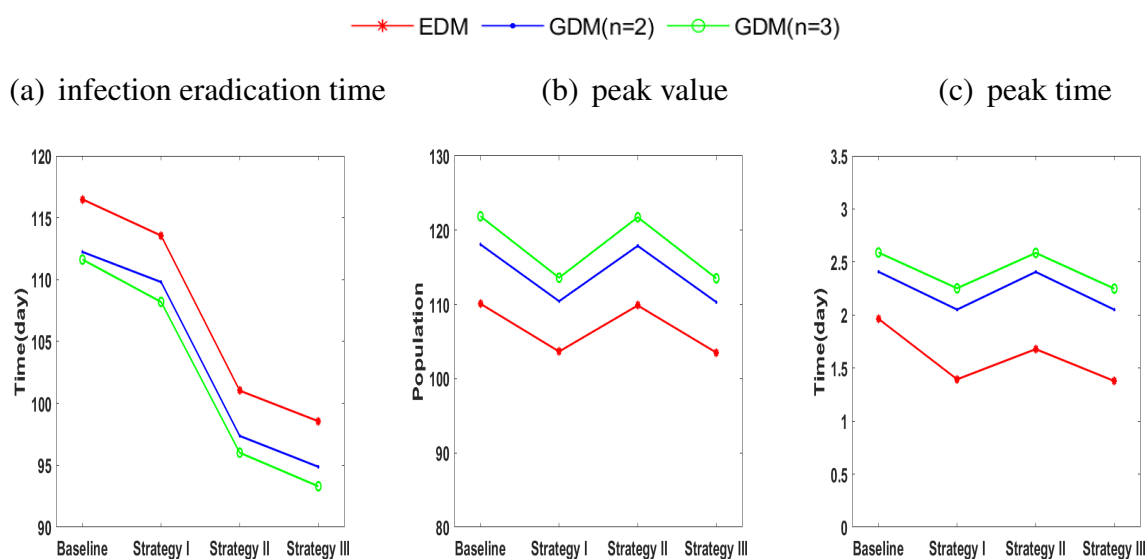 EDM GDM(n=2) GDM(n=3)
(a) infection eradication time
(b) peak value
(c) peak time
Time(day)
120
115
110
105
100
95
90
Baseline Strategy I Strategy II Strategy III
Population
130
120
110
100
90
80
Baseline Strategy I Strategy II Strategy III
Time(day)
3.5
3
2.5
2
1.5
1
0.5
0
Baseline Strategy I Strategy II Strategy III